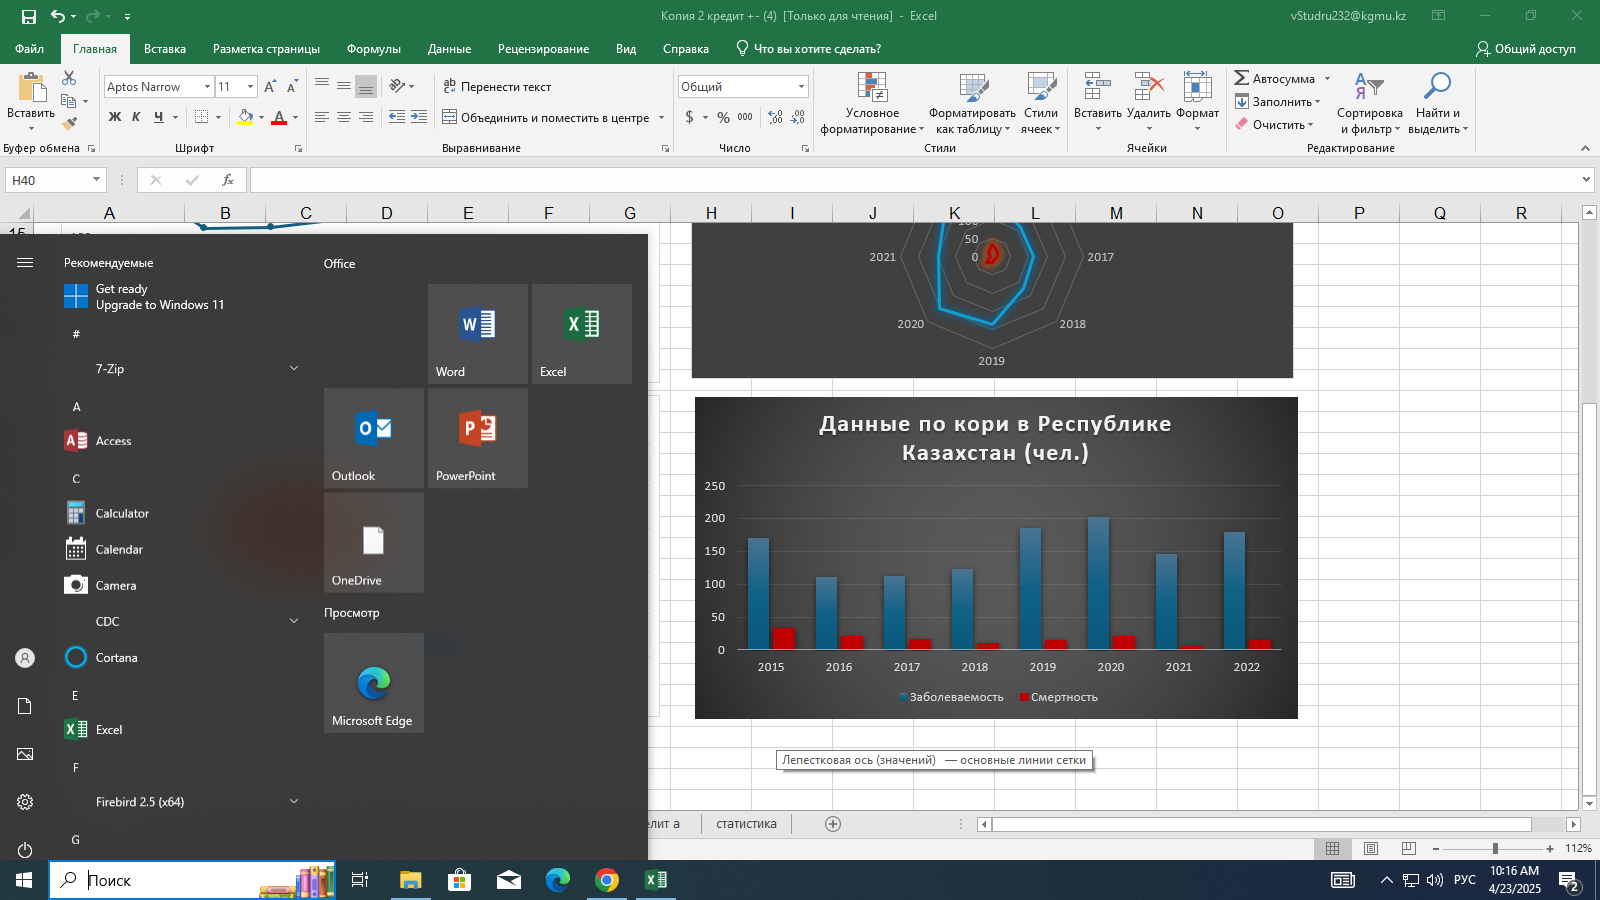 Копия 2 кредит +- (4)  [Только для чтения]  -  Excel
vStudru232@kgmu.kz
Файл
Главная
Вставка
Разметка страницы
Формулы
Данные
Рецензирование
Вид
Справка
Что вы хотите сделать?
Общий доступ
Вставить
Буфер обмена
Aptos Narrow
11
Ж К Ч
Шрифт
Перенести текст
Объединить и поместить в центре
Выравнивание
Общий
$ % 000
Число
Условное форматирование
Форматировать как таблицу
Стили ячеек
Стили
Вставить
Удалить
Формат
Ячейки
Автосумма
Заполнить
Очистить
Сортировка и фильтр
Найти и выделить
Редактирование
H40
fx
A B C D E F G H I J K L M N O P Q R
15
50
0
2021
2017
2020
2018
2019
Данные по кори в Республике
Казахстан (чел.)
250
200
150
100
50
0
2015 2016 2017 2018 2019 2020 2021 2022
Заболеваемость Смертность
Лепестковая ось (значений)  — основные линии сетки
Рекомендуемые
Get ready
Upgrade to Windows 11
#
7-Zip
A
Access
C
Calculator
Calendar
Camera
CDC
Cortana
E
Excel
F
Firebird 2.5 (x64)
G
Office
Word
Excel
Outlook
PowerPoint
OneDrive
Просмотр
Microsoft Edge
елит а
статистика
112%
Поиск
РУС
10:16 AM
4/23/2025
2